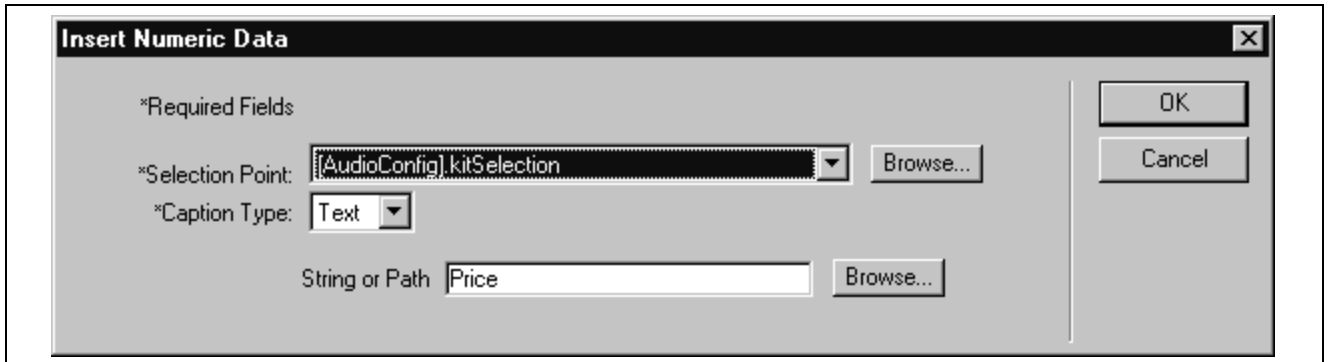 Insert Numeric Data
*Required Fields
OK
*Selection Point: [AudioConfig].kitSelection Browse...
Cancel
*Caption Type: Text
String or Path Price Browse...